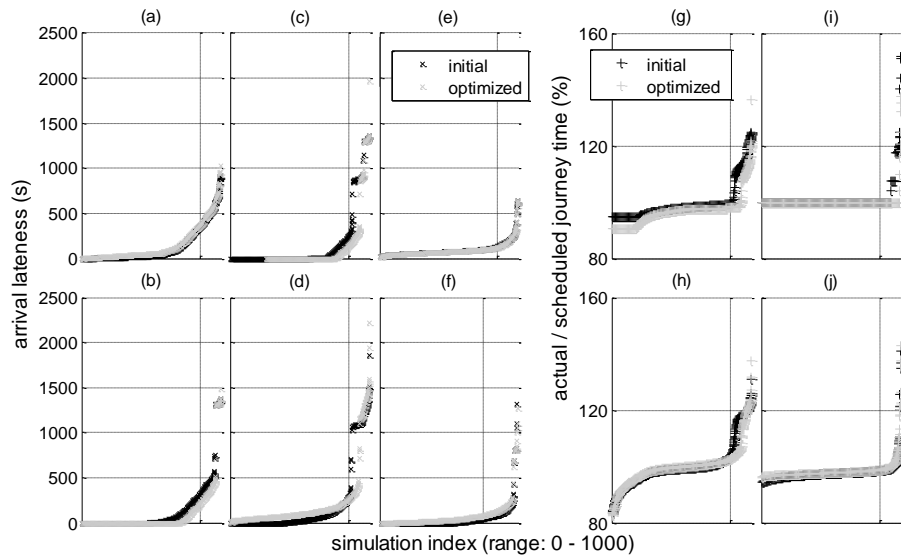 (a) (c) (e) (g) (i)
2500
2000
1500
1000
500
0
initial
optimized
160
120
80
initial
optimized
(b) (d) (f) (h) (j)
2500
2000
1500
1000
500
0
160
120
80
arrival lateness (s)
actual / scheduled journey time (%)
simulation index (range: 0 - 1000)